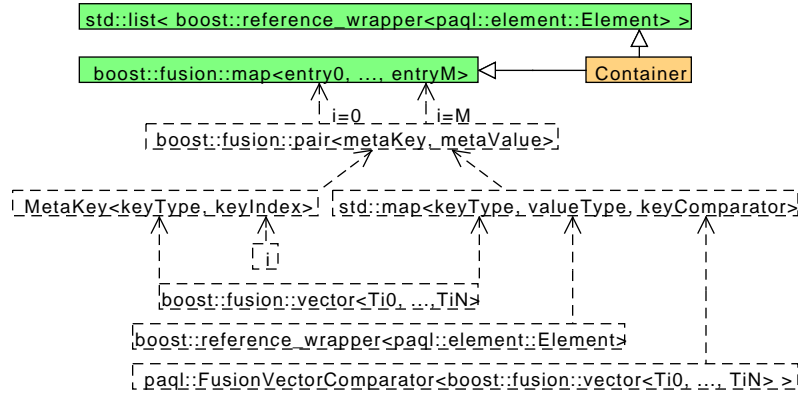 std::list< boost::reference_wrapper<paql::element::Element> >
boost::fusion::map<entry0, ..., entryM>
Container
i=0
i=M
boost::fusion::pair<metaKey, metaValue>
MetaKey<keyType, keyIndex>
std::map<keyType, valueType, keyComparator>
i
boost::fusion::vector<Ti0, ...,TiN>
boost::reference_wrapper<paql::element::Element>
paql::FusionVectorComparator<boost::fusion::vector<Ti0, ..., TiN> >